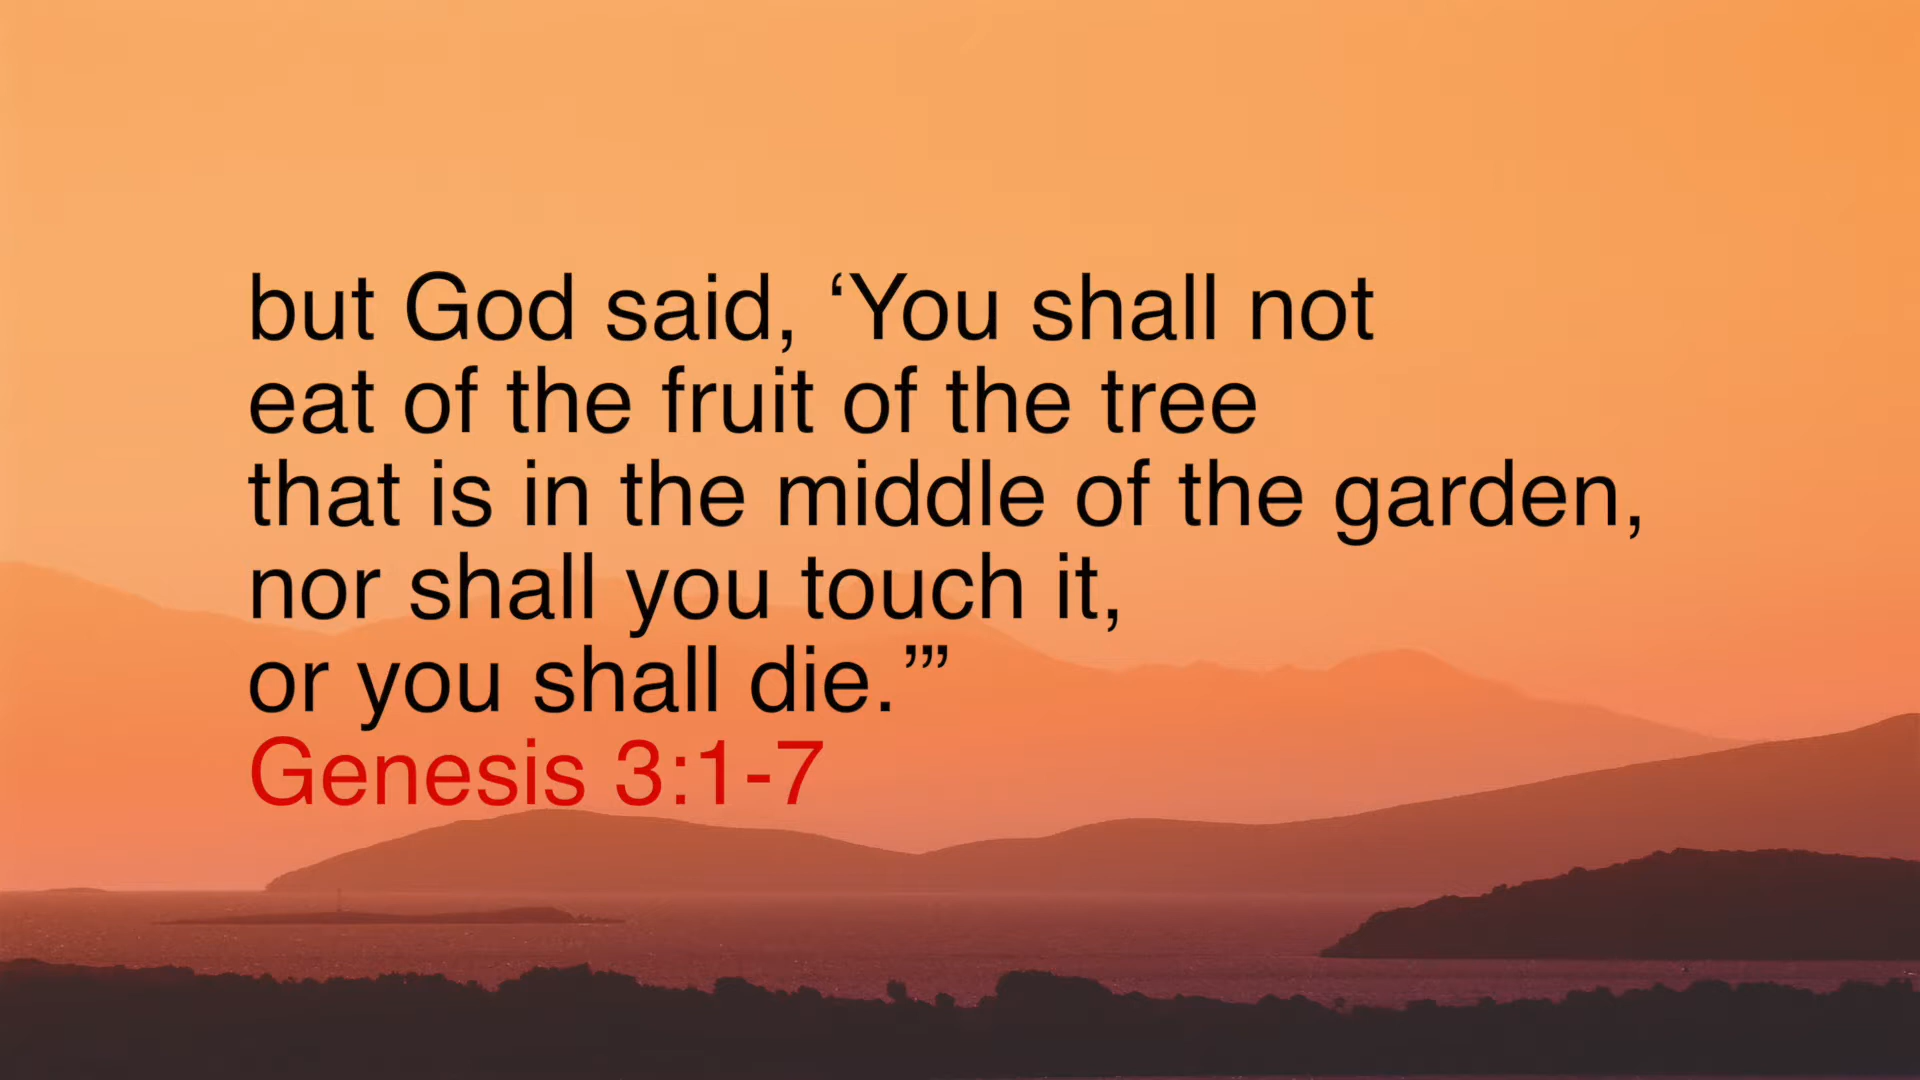 but God said, ‘You shall not
eat of the fruit of the tree
that is in the middle of the garden,
nor shall you touch it,
or you shall die.’”
Genesis 3:1-7